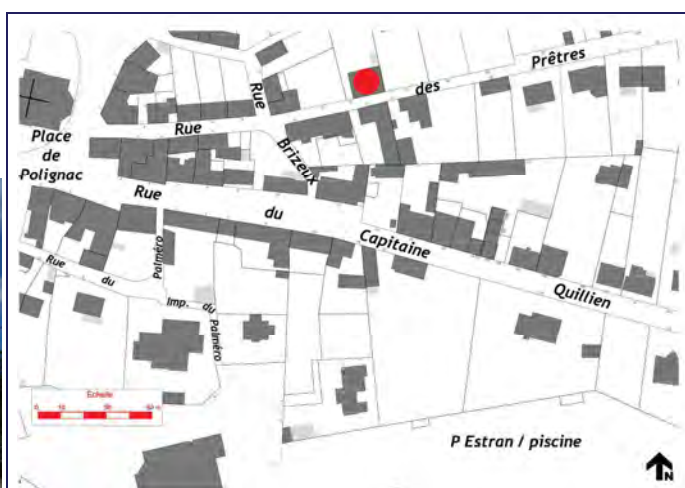 Rue des Prêtres
Place
de
Polignac
Rue
Brizeux
Rue du Capitaine Quillien
Rue du
Palméro
Imp. du
Palméro
Echelle
0
P Estran / piscine
N